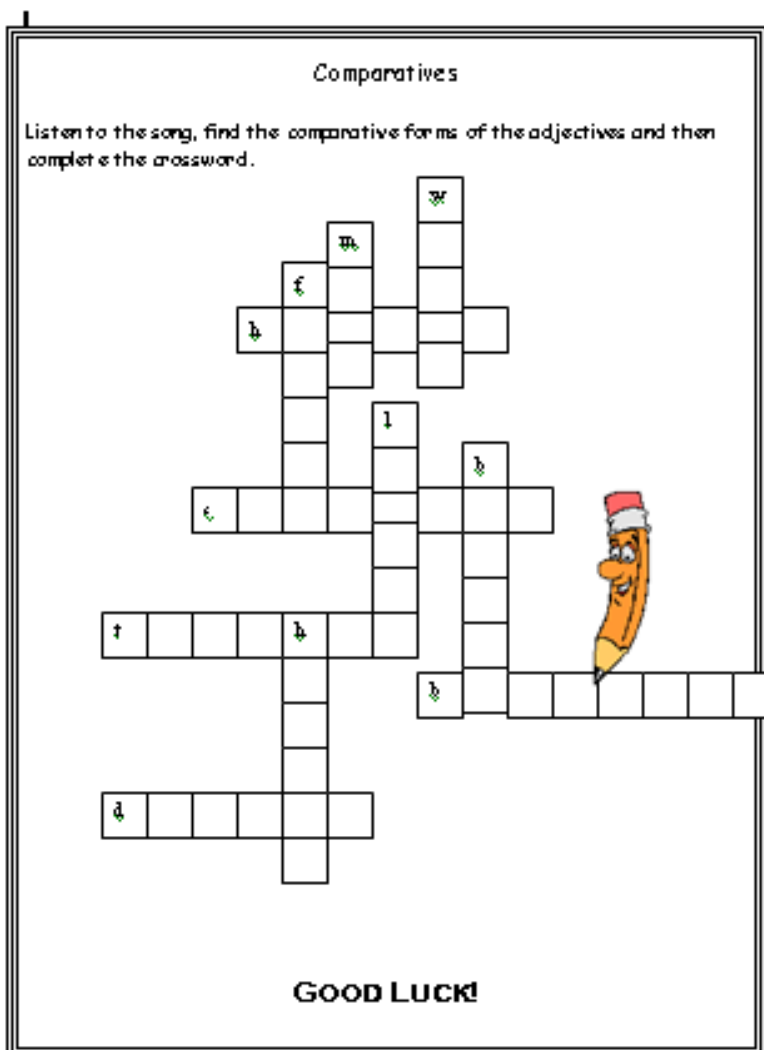 Comparatives
Listen to the song, find the comparative forms of the adjectives and then
complete the crossword.
w
m
f
h
l
b
t h
b
d
GOOD LUCK!